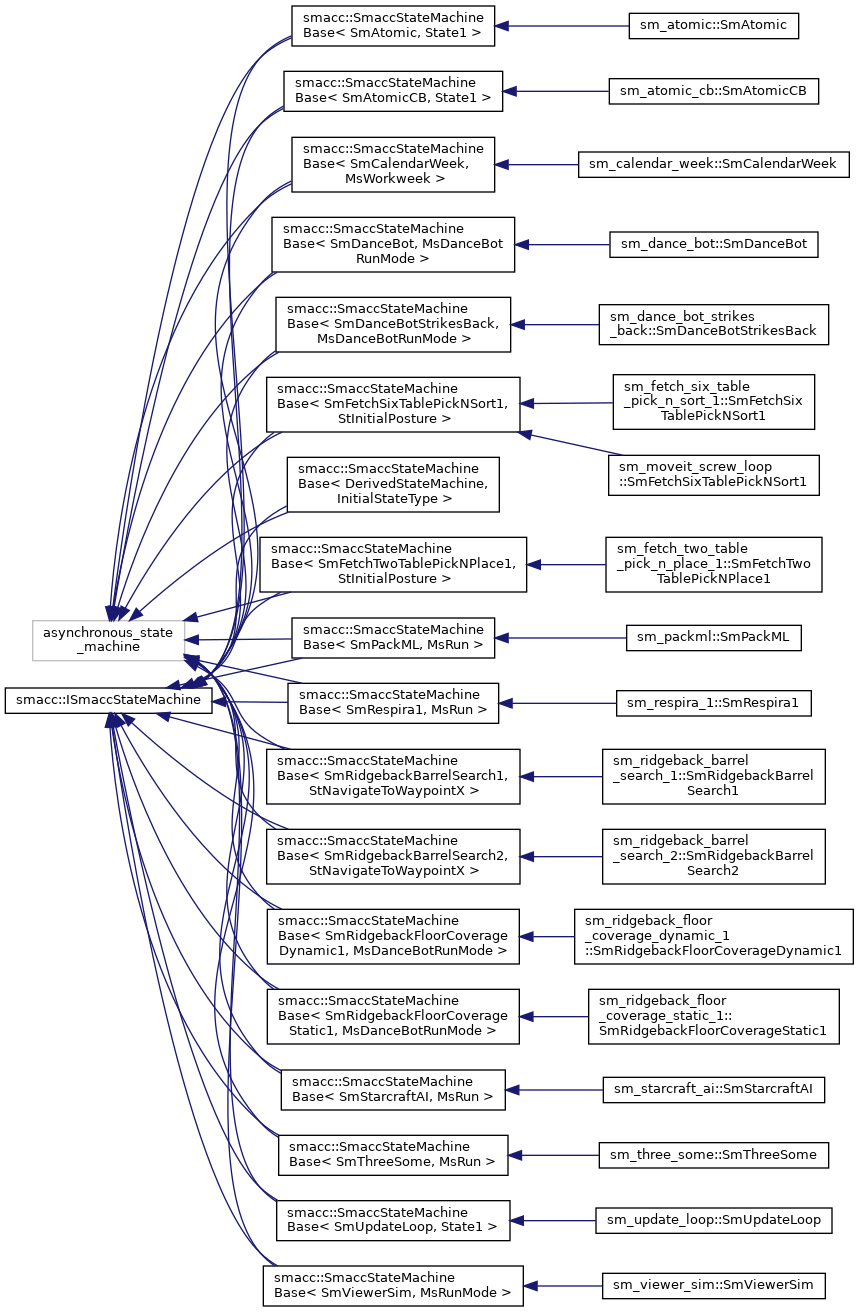 smacc::SmaccStateMachine
Base< SmAtomic, State1 >
sm_atomic::SmAtomic
smacc::SmaccStateMachine
Base< SmAtomicCB, State1 >
sm_atomic_cb::SmAtomicCB
smacc::SmaccStateMachine
Base< SmCalendarWeek,
MsWorkweek >
sm_calendar_week::SmCalendarWeek
smacc::SmaccStateMachine
Base< SmDanceBot, MsDanceBot
RunMode >
sm_dance_bot::SmDanceBot
smacc::SmaccStateMachine
Base< SmDanceBotStrikesBack,
MsDanceBotRunMode >
sm_dance_bot_strikes
_back::SmDanceBotStrikesBack
smacc::SmaccStateMachine
Base< SmFetchSixTablePickNSort1,
StInitialPosture >
sm_fetch_six_table
_pick_n_sort_1::SmFetchSix
TablePickNSort1
sm_moveit_screw_loop
::SmFetchSixTablePickNSort1
smacc::SmaccStateMachine
Base< DerivedStateMachine,
InitialStateType >
smacc::SmaccStateMachine
Base< SmFetchTwoTablePickNPlace1,
StInitialPosture >
sm_fetch_two_table
_pick_n_place_1::SmFetchTwo
TablePickNPlace1
asynchronous_state
_machine
smacc::SmaccStateMachine
Base< SmPackML, MsRun >
sm_packml::SmPackML
smacc::ISmaccStateMachine
smacc::SmaccStateMachine
Base< SmRespira1, MsRun >
sm_respira_1::SmRespira1
smacc::SmaccStateMachine
Base< SmRidgebackBarrelSearch1,
StNavigateToWaypointX >
sm_ridgeback_barrel
_search_1::SmRidgebackBarrel
Search1
smacc::SmaccStateMachine
Base< SmRidgebackBarrelSearch2,
StNavigateToWaypointX >
sm_ridgeback_barrel
_search_2::SmRidgebackBarrel
Search2
smacc::SmaccStateMachine
Base< SmRidgebackFloorCoverage
Dynamic1, MsDanceBotRunMode >
sm_ridgeback_floor
_coverage_dynamic_1
::SmRidgebackFloorCoverageDynamic1
smacc::SmaccStateMachine
Base< SmRidgebackFloorCoverage
Static1, MsDanceBotRunMode >
sm_ridgeback_floor
_coverage_static_1::
SmRidgebackFloorCoverageStatic1
smacc::SmaccStateMachine
Base< SmStarcraftAI, MsRun >
sm_starcraft_ai::SmStarcraftAI
smacc::SmaccStateMachine
Base< SmThreeSome, MsRun >
sm_three_some::SmThreeSome
smacc::SmaccStateMachine
Base< SmUpdateLoop, State1 >
sm_update_loop::SmUpdateLoop
smacc::SmaccStateMachine
Base< SmViewerSim, MsRunMode >
sm_viewer_sim::SmViewerSim